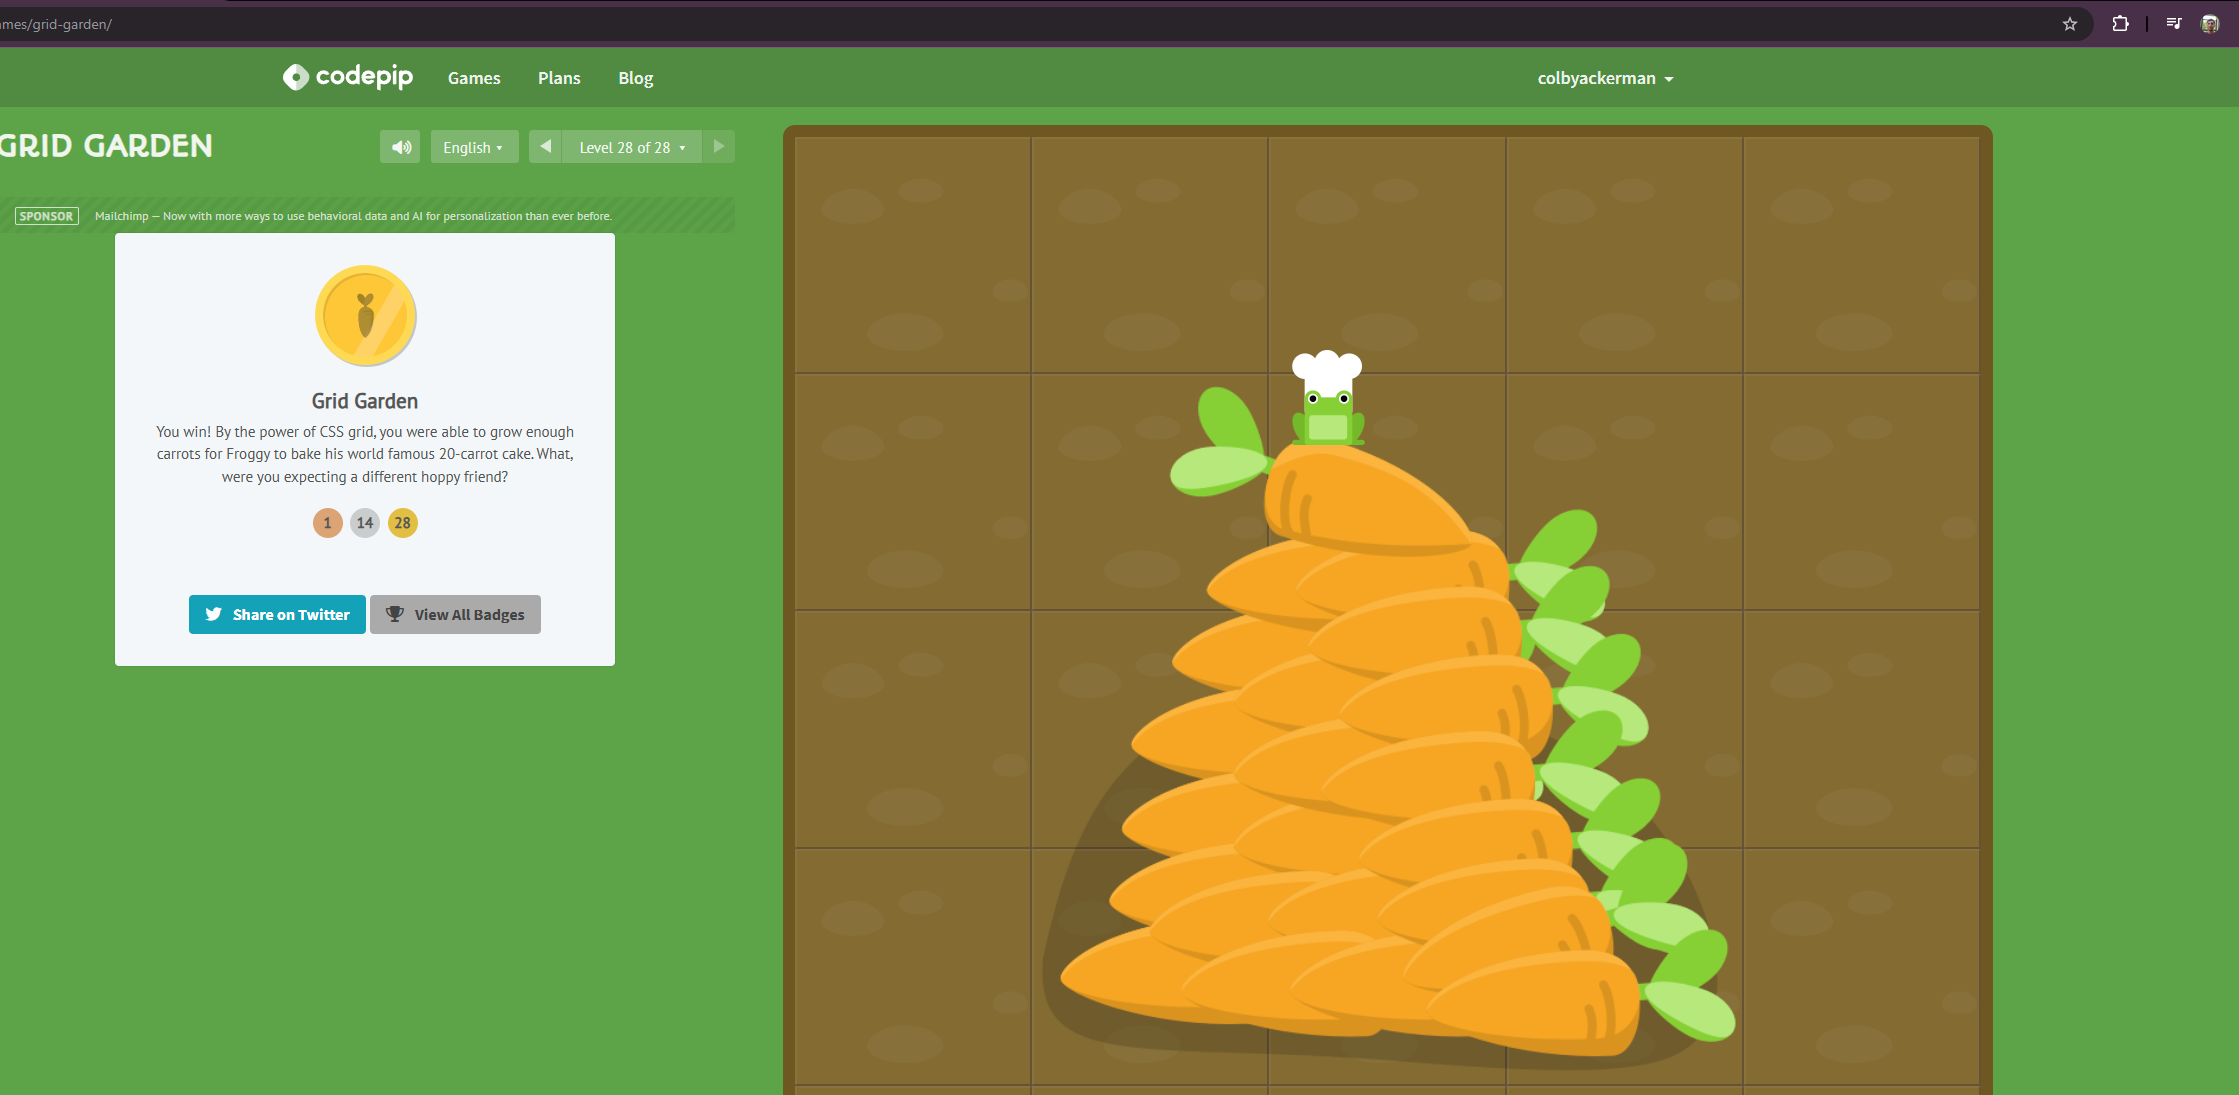 ames/grid-garden/
codepip Games Plans Blog colbyackerman
GRID GARDEN English Level 28 of 28
SPONSOR Mailchimp — Now with more ways to use behavioral data and AI for personalization than ever before.
Grid Garden
You win! By the power of CSS grid, you were able to grow enough
carrots for Froggy to bake his world famous 20-carrot cake. What,
were you expecting a different hoppy friend?
1 14 28
Share on Twitter View All Badges